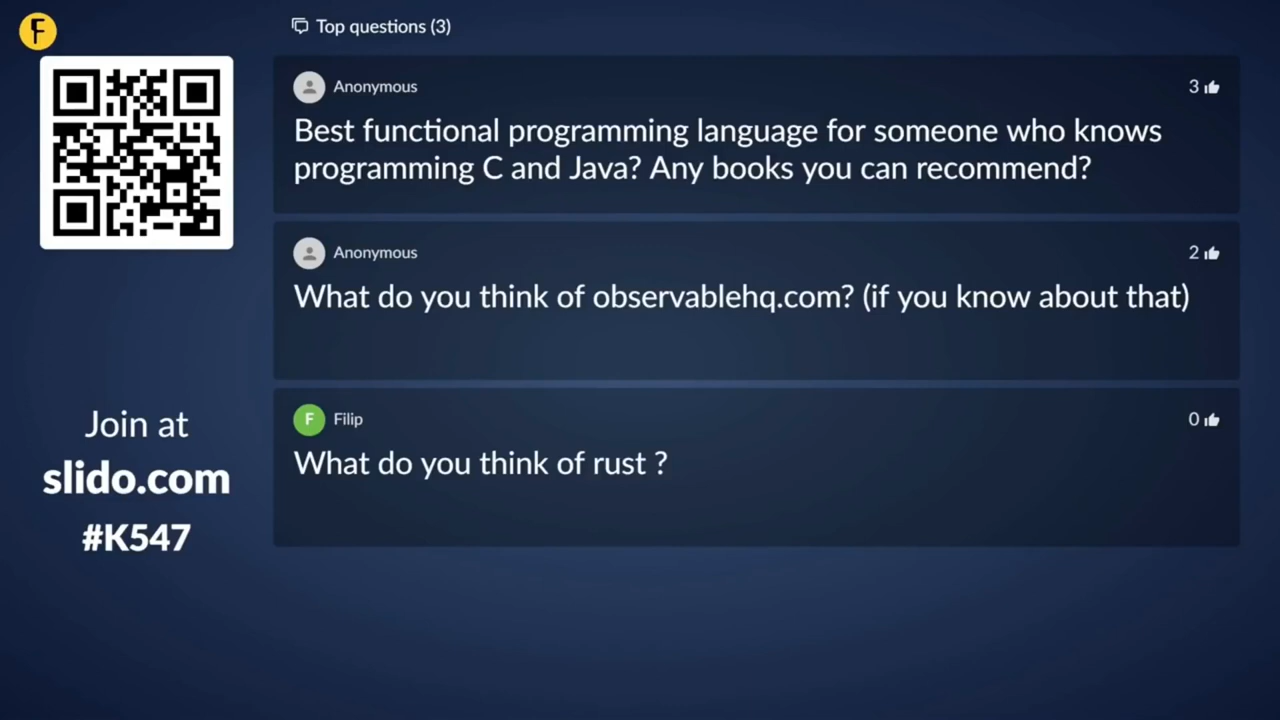 F
Top questions (3)
Anonymous
3
Best functional programming language for someone who knows
programming C and Java? Any books you can recommend?
Anonymous
2
What do you think of observablehq.com? (if you know about that)
F
Filip
0
What do you think of rust ?
Join at
slido.com
#K547